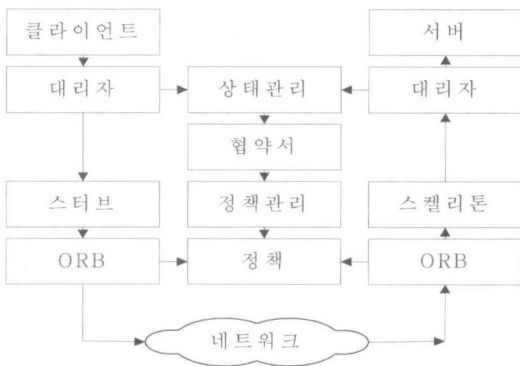 클라이언트
서버
대리자
상태관리
대리자
협약서
스터브
정책관리
스켈리톤
ORB
정책
ORB
네트워크